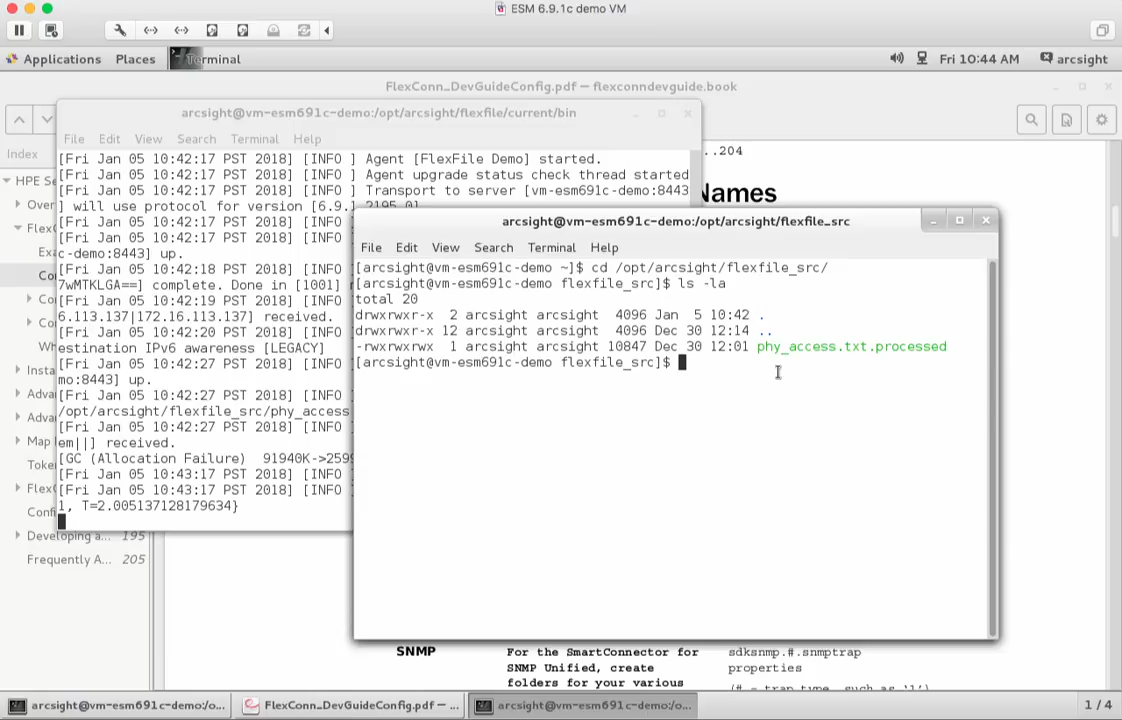 ESM 6.9.1c demo VM
Applications Places Terminal Fri 10:44 AM arcsight
FlexConn_DevGuideConfig.pdf — flexconndevguide.book
arcsight@vm-esm691c-demo:/opt/arcsight/flexfile/current/bin
File Edit View Search Terminal Help
Index
HPE Se
Over
Flex
Exa
Co
Co
Co
Wh
Insta
Adva
Adva
Map
Toke
Flex
Confi
Developing a... 195
Frequently A... 205
[Fri Jan 05 10:42:17 PST 2018] [INFO ] Agent [FlexFile Demo] started.
[Fri Jan 05 10:42:17 PST 2018] [INFO ] Agent upgrade status check thread started
[Fri Jan 05 10:42:17 PST 2018] [INFO ] Transport to server [vm-esm691c-demo:8443
] will use protocol for version [6.9.1.2195.0]
[Fri Jan 05 10:42:17 PST 2018] [INFO
[Fri Jan 05 10:42:17 PST 2018] [INFO
c-demo:8443] up.
[Fri Jan 05 10:42:18 PST 2018] [INFO
7wMTKLGA==] complete. Done in [1001]
[Fri Jan 05 10:42:19 PST 2018] [INFO
6.113.137|172.16.113.137] received.
[Fri Jan 05 10:42:20 PST 2018] [INFO
estination IPv6 awareness [LEGACY]
[Fri Jan 05 10:42:27 PST 2018] [INFO
mo:8443] up.
[Fri Jan 05 10:42:27 PST 2018] [INFO
/opt/arcsight/flexfile_src/phy_access
[Fri Jan 05 10:42:27 PST 2018] [INFO
em||] received.
[GC (Allocation Failure) 91940K->2599
[Fri Jan 05 10:43:17 PST 2018] [INFO
[Fri Jan 05 10:43:17 PST 2018] [INFO
1, T=2.005137128179634}
..204
Names
arcsight@vm-esm691c-demo:/opt/arcsight/flexfile_src
File Edit View Search Terminal Help
[arcsight@vm-esm691c-demo ~]$ cd /opt/arcsight/flexfile_src/
[arcsight@vm-esm691c-demo flexfile_src]$ ls -la
total 20
drwxrwxr-x 2 arcsight arcsight 4096 Jan 5 10:42 .
drwxrwxr-x 12 arcsight arcsight 4096 Dec 30 12:14 ..
-rwxrwxrwx 1 arcsight arcsight 10847 Dec 30 12:01 phy_access.txt.processed
[arcsight@vm-esm691c-demo flexfile_src]$
SNMP
For the SmartConnector for
SNMP Unified, create
folders for your various
sdksnmp.#.snmptrap
properties
(# - trap type, such as '1')
arcsight@vm-esm691c-demo:/o... FlexConn_DevGuideConfig.pdf — ... arcsight@vm-esm691c-demo:/o... 1 / 4